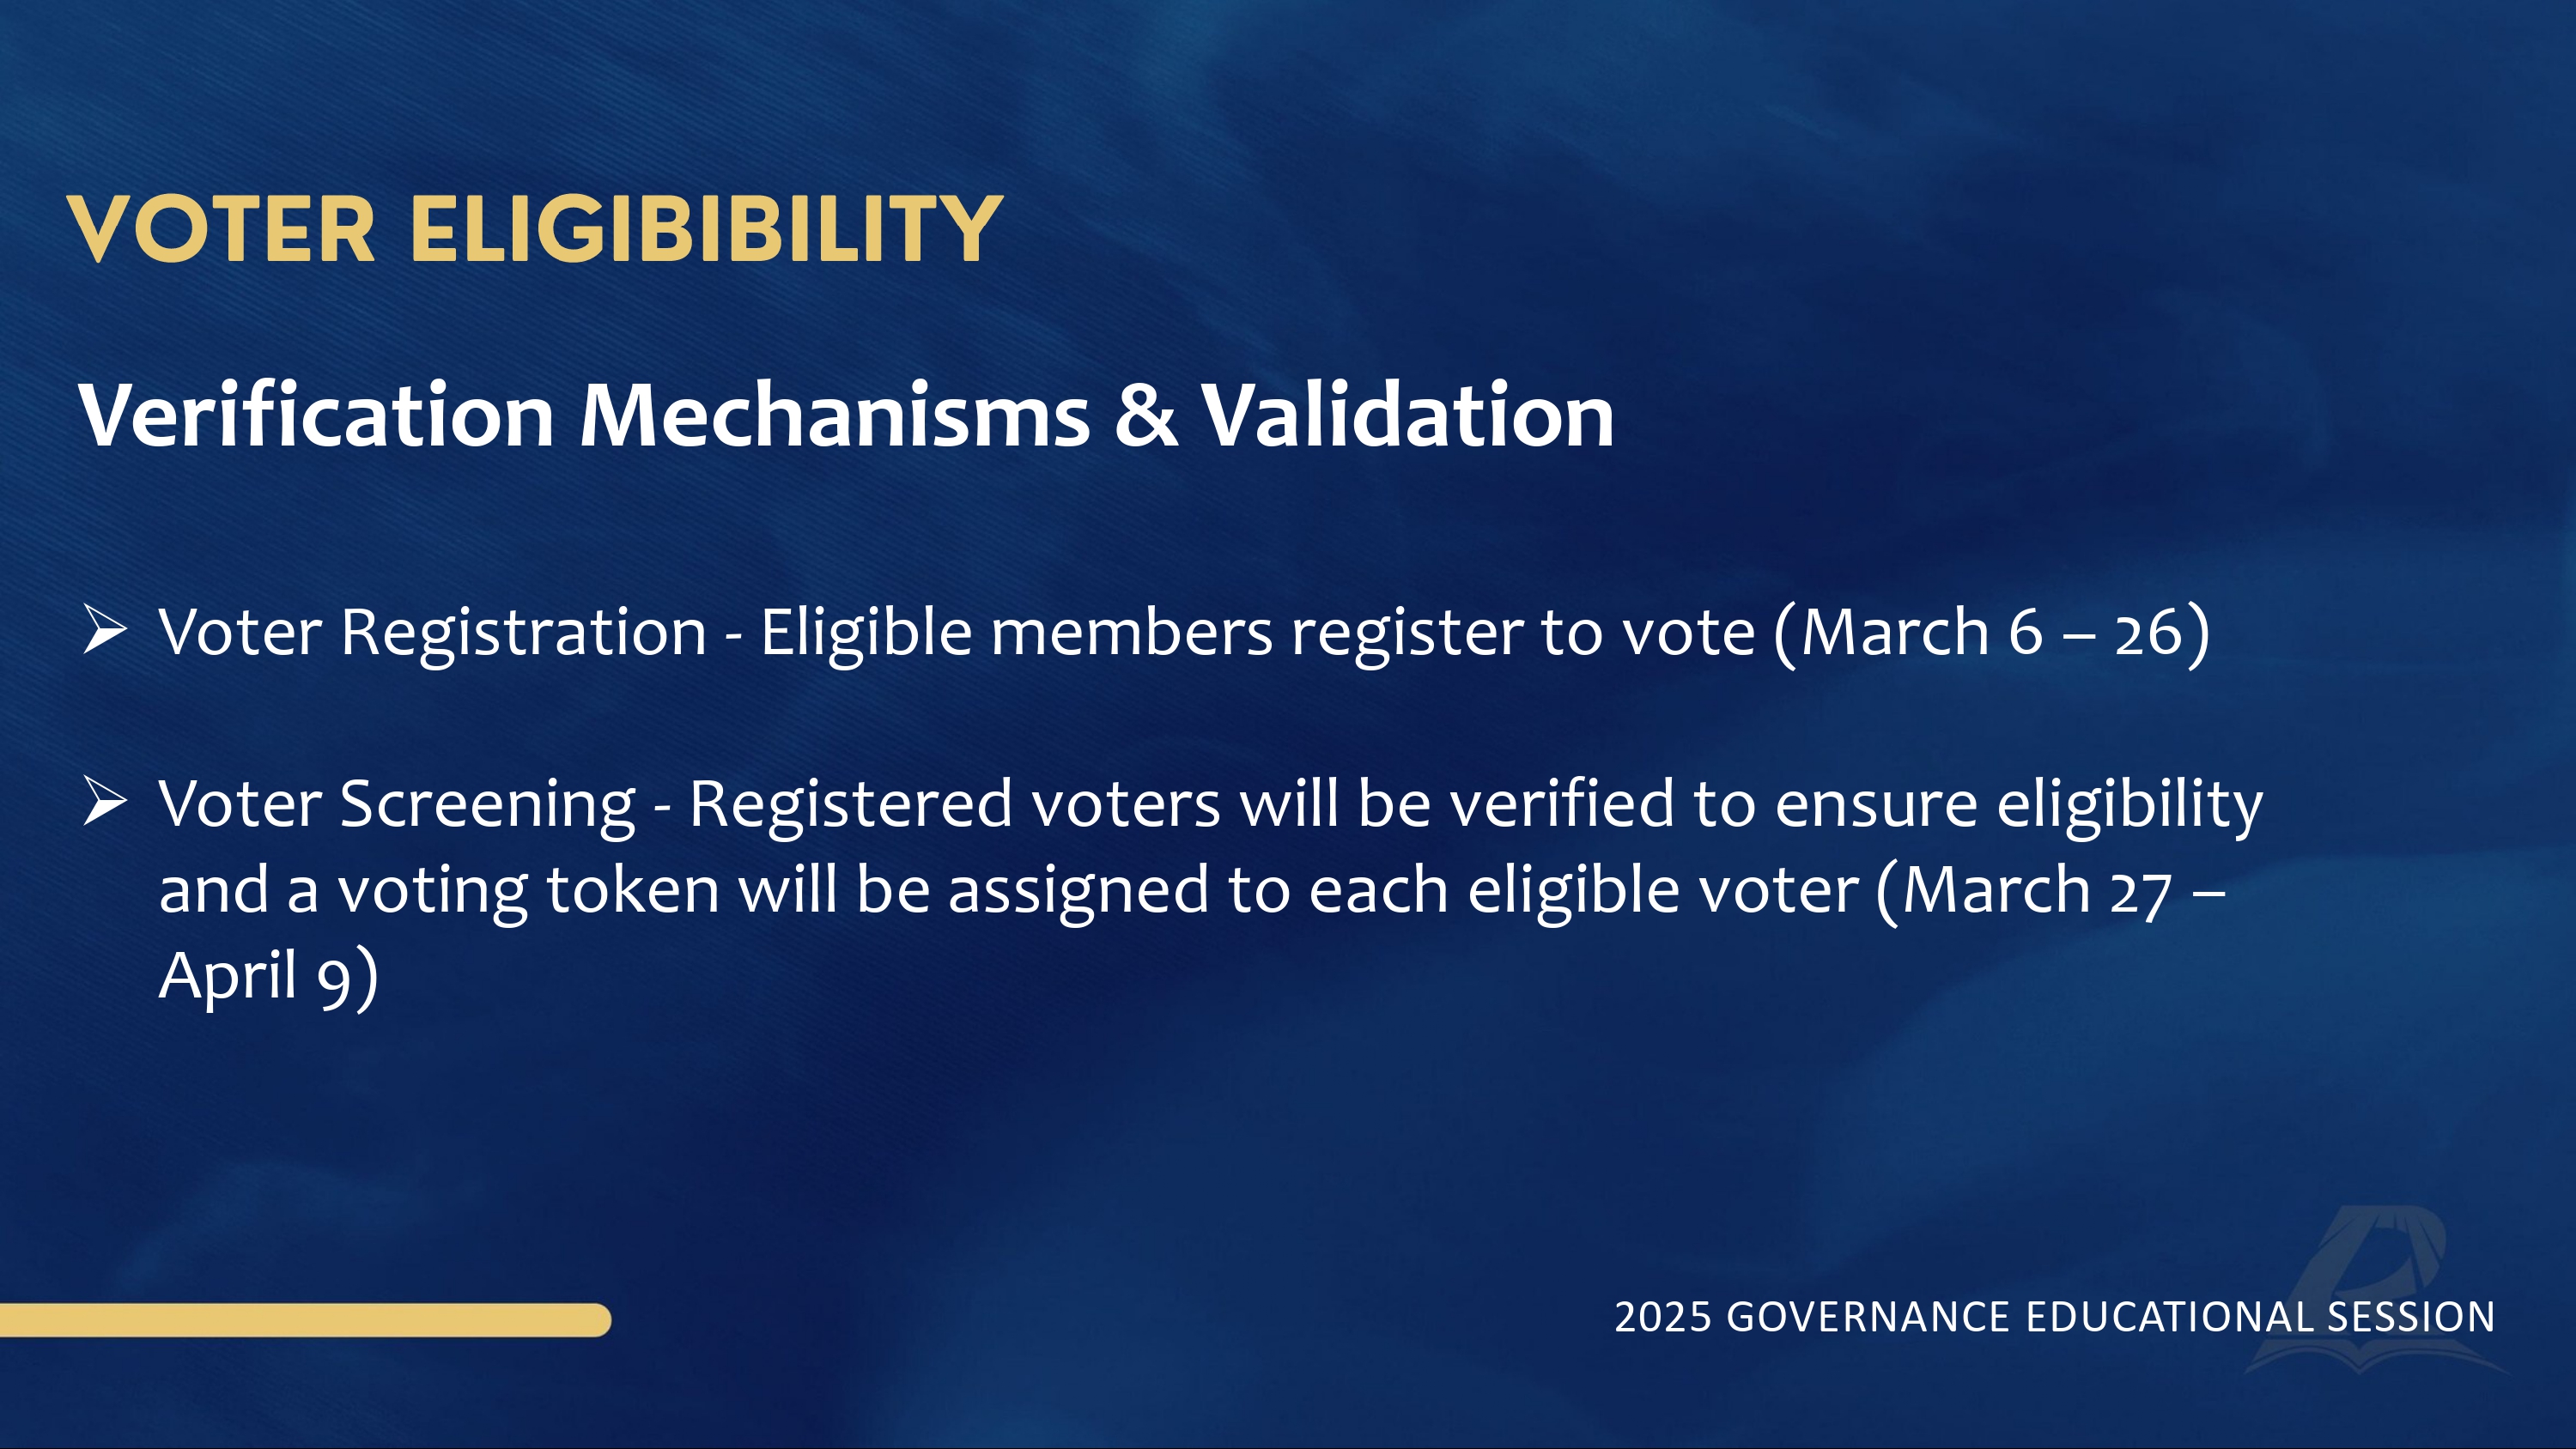 VOTER ELIGIBIBILITY
Verification Mechanisms & Validation
➢ Voter Registration - Eligible members register to vote (March 6 – 26)
➢ Voter Screening - Registered voters will be verified to ensure eligibility
and a voting token will be assigned to each eligible voter (March 27 –
April 9)
2025 GOVERNANCE EDUCATIONAL SESSION